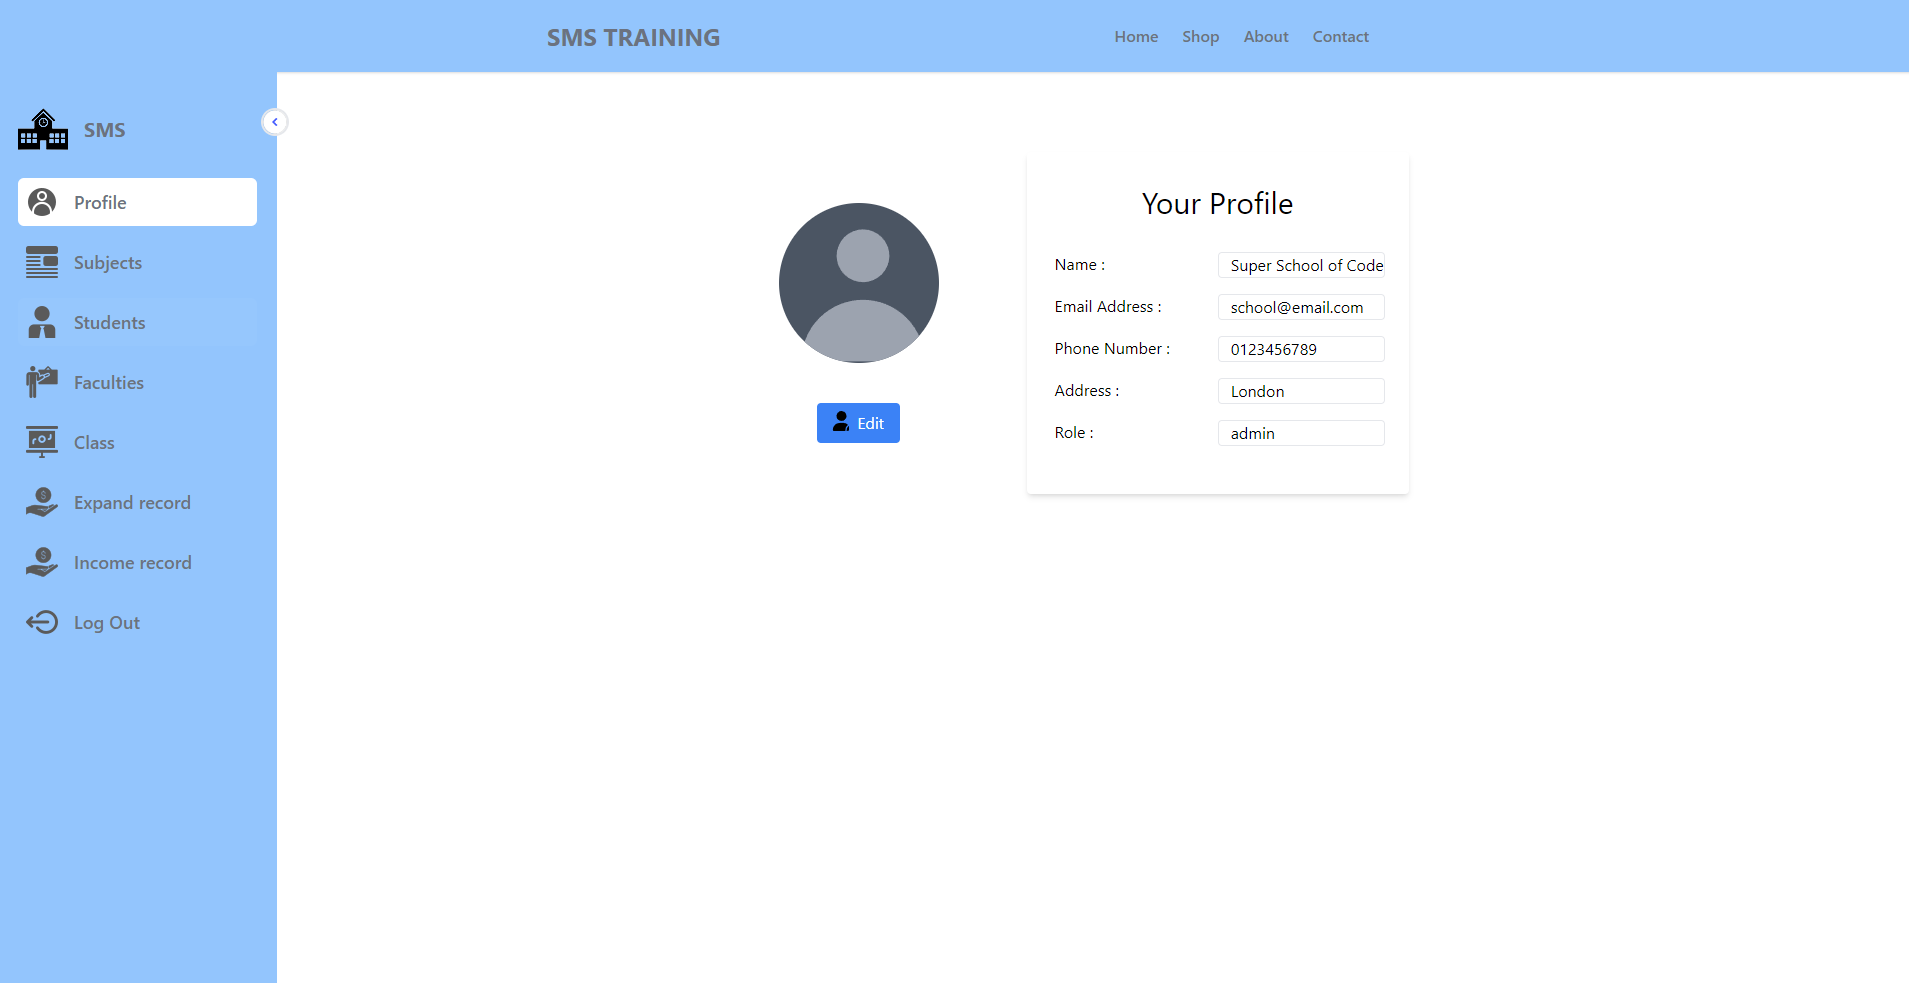 SMS TRAINING
Home Shop About Contact
SMS
Profile
Subjects
Students
Faculties
Class
Expand record
Income record
Log Out
Edit
Your Profile
Name : Super School of Code
Email Address : school@email.com
Phone Number : 0123456789
Address : London
Role : admin